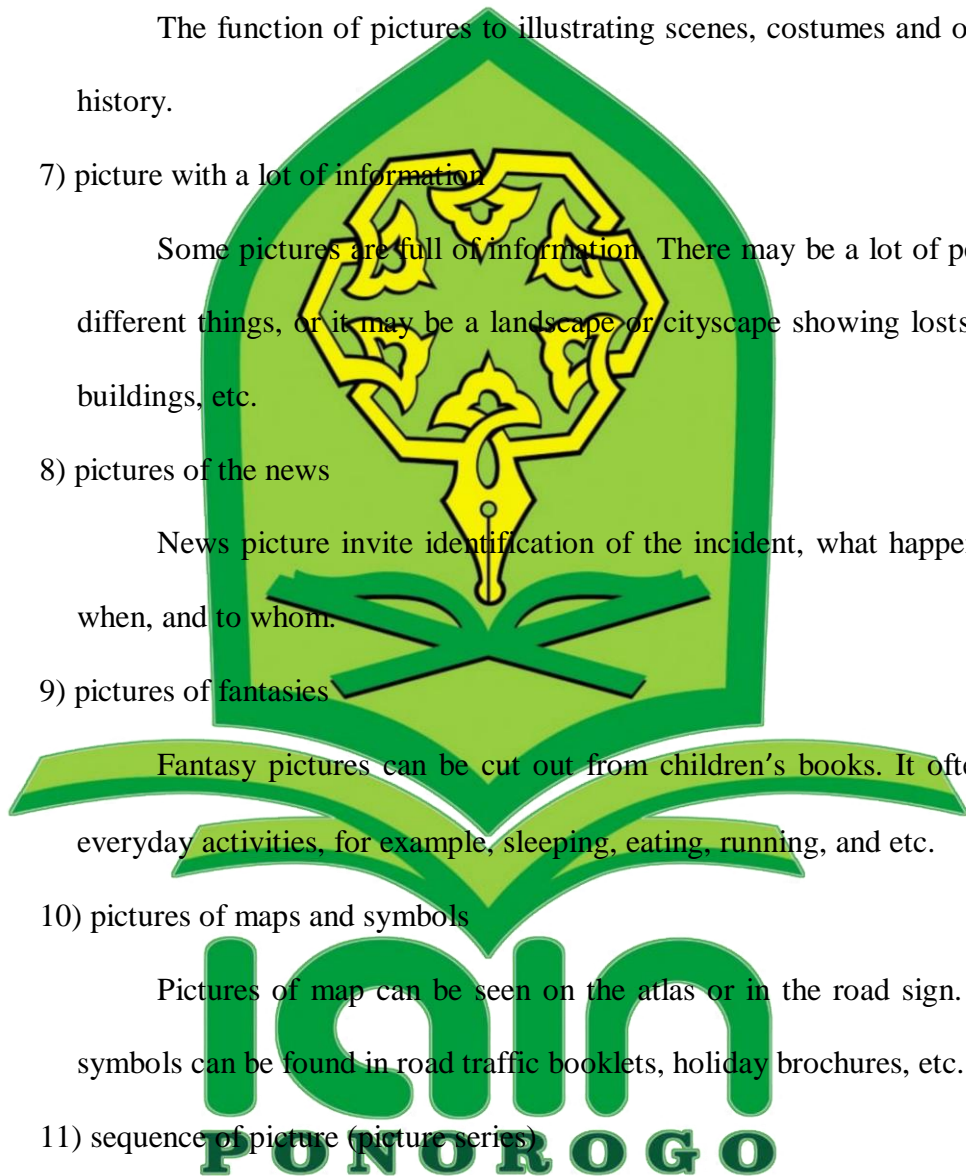 The function of pictures to illustrating scenes, costumes and
history.
7) picture with a lot of information
Some pictures are full of information. There may be a lot of
different things, or it may be a landscape or cityscape showing losts
buildings, etc.
8) pictures of the news
News picture invite identification of the incident, what
when, and to whom.
9) pictures of fantasies
Fantasy pictures can be cut out from children's books. It
everyday activities, for example, sleeping, eating, running, and etc.
10) pictures of maps and symbols
Pictures of map can be seen on the atlas or in the road sign.
symbols can be found in road traffic booklets, holiday brochures, etc.
11) sequence of picture (picture series)
iain
PONOROGO